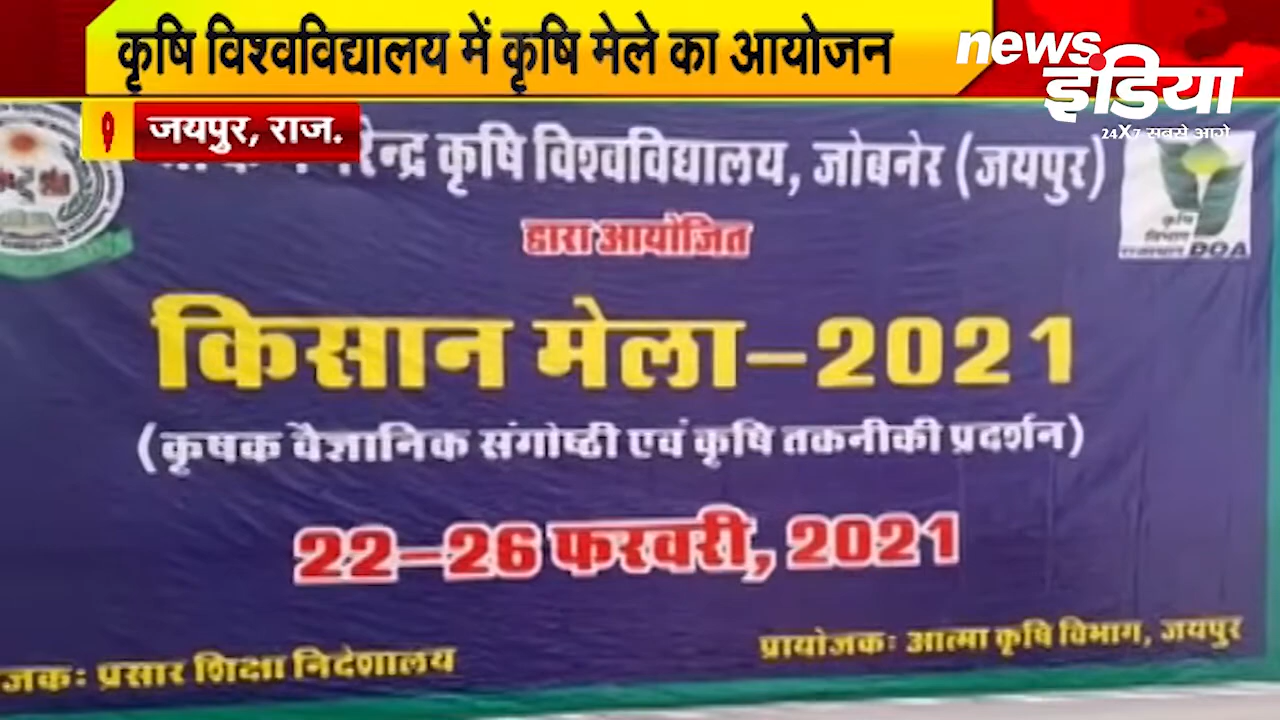 कृषि विश्वविद्यालय में कृषि मेले का आयोजन
news
इंडिया
24X7 सबसे आगे
जयपुर, राज.
कृषि विश्वविद्यालय, जोबनेर (जयपुर)
द्वारा आयोजित
कृषि
विभाग
DOA
किसान मेला-2021
(कृषक वैज्ञानिक संगोष्ठी एवं कृषि तकनीकी प्रदर्शन)
22-26 फरवरी, 2021
प्रायोजकः आत्मा कृषि विभाग, जयपुर
जकः प्रसार शिक्षा निदेशालय